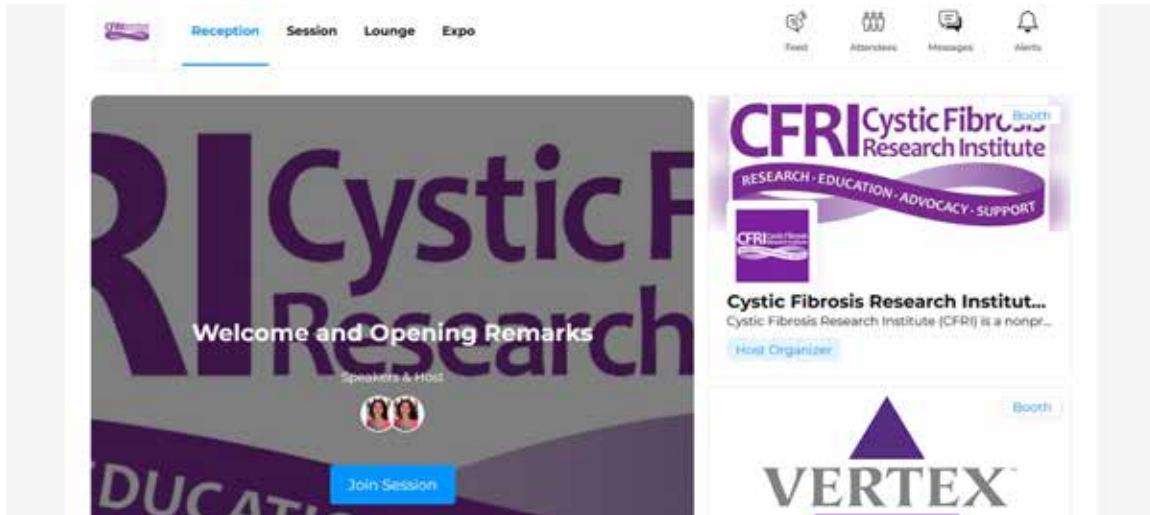 Reception Session Lounge Expo
Feed Attendees Messages Alerts
RI Cystic F
Research
DUCATIO
Welcome and Opening Remarks
Speakers & Host
Join Session
Booth
CFRI Cystic Fibrosis
Research Institute
RESEARCH · EDUCATION · ADVOCACY · SUPPORT
CFRI
Cystic Fibrosis Research Institut...
Cystic Fibrosis Research Institute (CFRI) is a nonpr...
Host Organizer
Booth
VERTEX